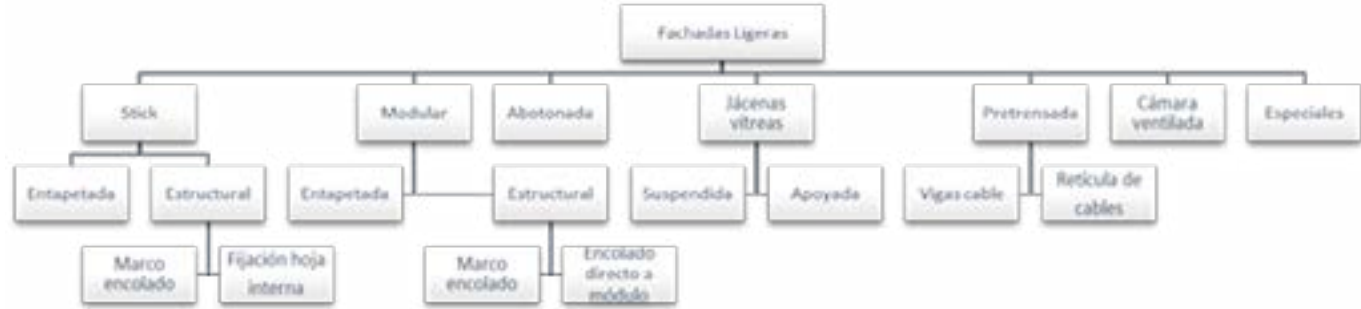 Fachadas Ligeras
Stick
Modular
Abotonada
Jácenas
vítreas
Pretrensada
Cámara
ventilada
Especiales
Entapetada
Estructural
Entapetada
Estructural
Suspendida
Apoyada
Vigas cable
Retícula de
cables
Marco
encolado
Fijación hoja
interna
Marco
encolado
Encolado
directo a
módulo